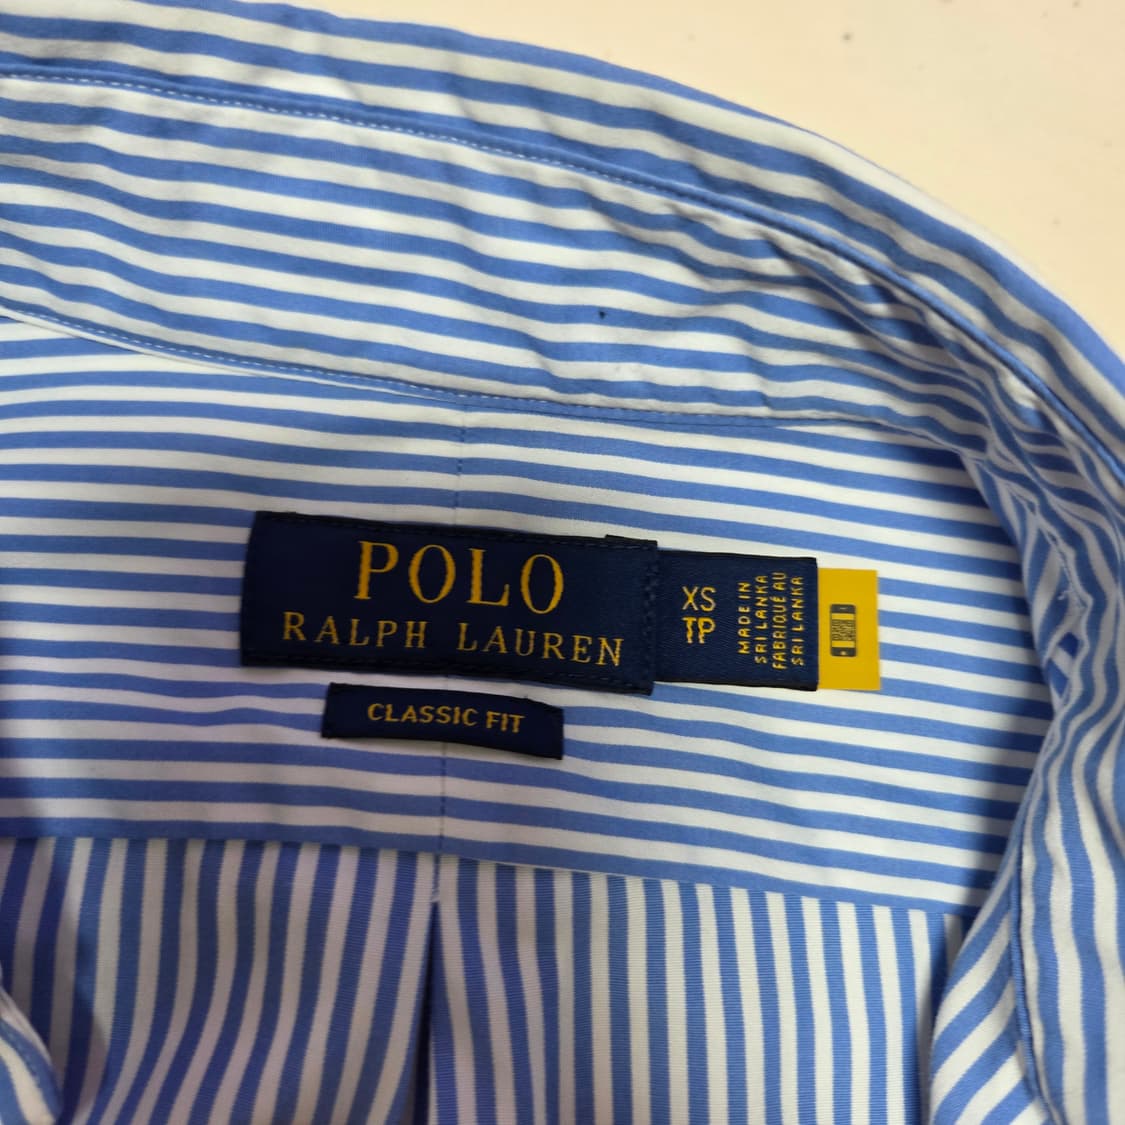 POLO
RALPH LAUREN
XS
TP
MADE IN
SRI LANKA
FABRIQUÉ AU
SRI LANKA
CLASSIC FIT